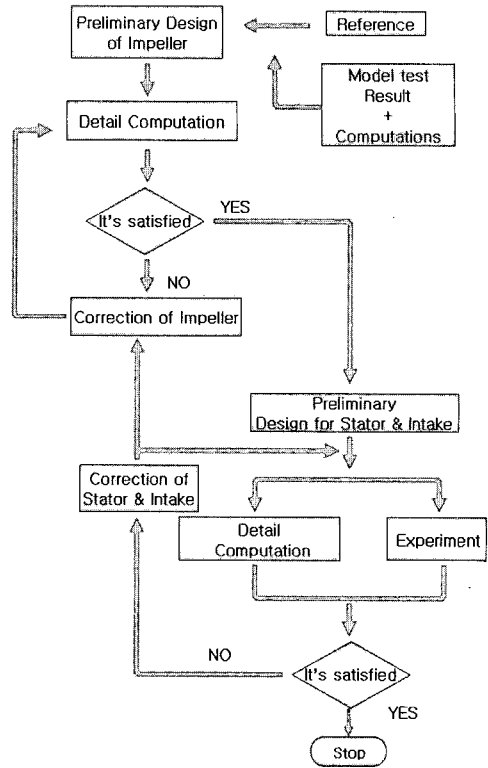 Preliminary Design
of Impeller
Reference
Model test
Result
+
Computations
Detail Computation
It's satisfied
YES
NO
Correction of Impeller
Preliminary
Design for Stator & Intake
Correction of
Stator & Intake
Detail
Computation
Experiment
NO
It's satisfied
YES
Stop